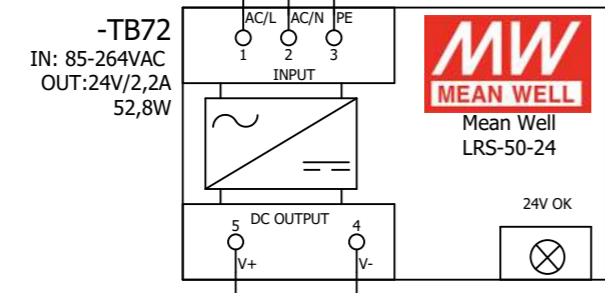 -TB72
IN: 85-264VAC
OUT:24V/2,2A
52,8W
AC/L AC/N PE
1 2 3
INPUT
DC OUTPUT
5 4
V+ V-
MW
MEAN WELL
Mean Well
LRS-50-24
24V OK